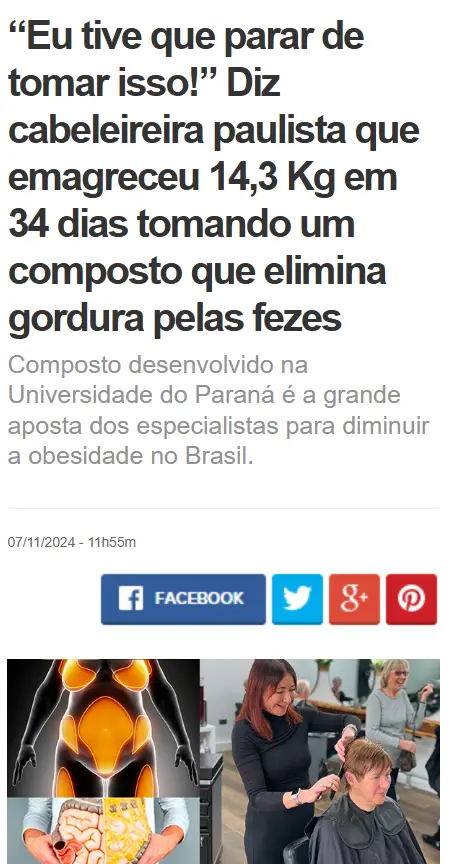 “Eu tive que parar de
tomar isso!” Diz
cabeleireira paulista que
emagreceu 14,3 Kg em
34 dias tomando um
composto que elimina
gordura pelas fezes
Composto desenvolvido na
Universidade do Paraná é a grande
aposta dos especialistas para diminuir
a obesidade no Brasil.
07/11/2024 - 11h55m
FACEBOOK